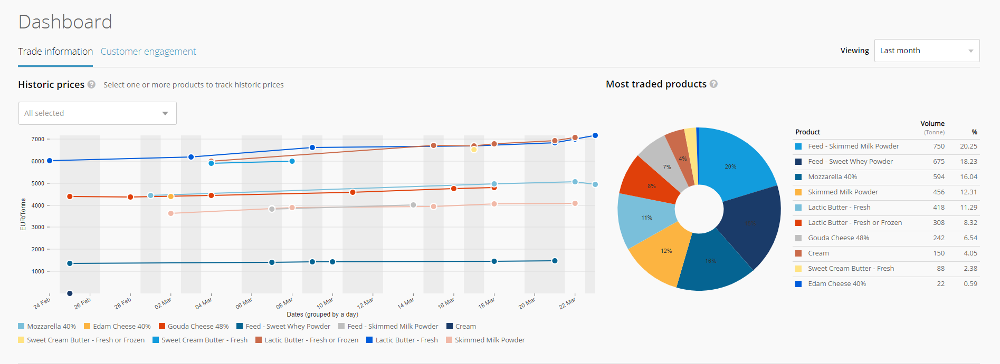 Dashboard
Trade information Customer engagement
Viewing Last month
Historic prices ? Select one or more products to track historic prices
All selected
7000
6000
5000
4000
3000
2000
1000
EUR/Tonne
24 Feb 26 Feb 28 Feb 02 Mar 04 Mar 06 Mar 08 Mar 10 Mar 12 Mar 14 Mar 16 Mar 18 Mar 20 Mar 22 Mar
Dates (grouped by a day)
Mozzarella 40% Edam Cheese 40% Gouda Cheese 48% Feed - Sweet Whey Powder Feed - Skimmed Milk Powder Cream
Sweet Cream Butter - Fresh or Frozen Sweet Cream Butter - Fresh Lactic Butter - Fresh or Frozen Lactic Butter - Fresh Skimmed Milk Powder
Most traded products ?
4%
20%
7%
8%
11%
12%
16%
Product Volume (Tonne) %
Feed - Skimmed Milk Powder 750 20.25
Feed - Sweet Whey Powder 675 18.23
Mozzarella 40% 594 16.04
Skimmed Milk Powder 456 12.31
Lactic Butter - Fresh 418 11.29
Lactic Butter - Fresh or Frozen 308 8.32
Gouda Cheese 48% 242 6.54
Cream 150 4.05
Sweet Cream Butter - Fresh 88 2.38
Edam Cheese 40% 22 0.59